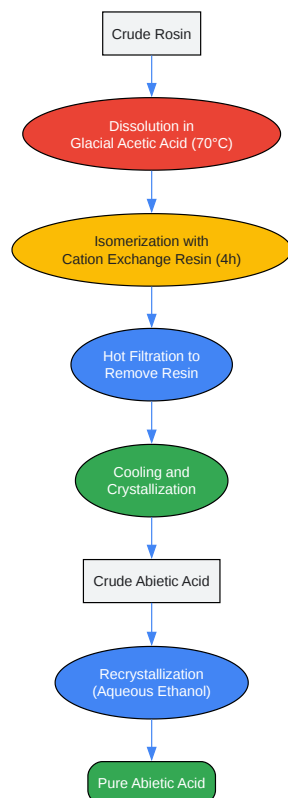 Crude Rosin
Dissolution in
Glacial Acetic Acid (70°C)
Isomerization with
Cation Exchange Resin (4h)
Hot Filtration to
Remove Resin
Cooling and
Crystallization
Crude Abietic Acid
Recrystallization
(Aqueous Ethanol)
Pure Abietic Acid